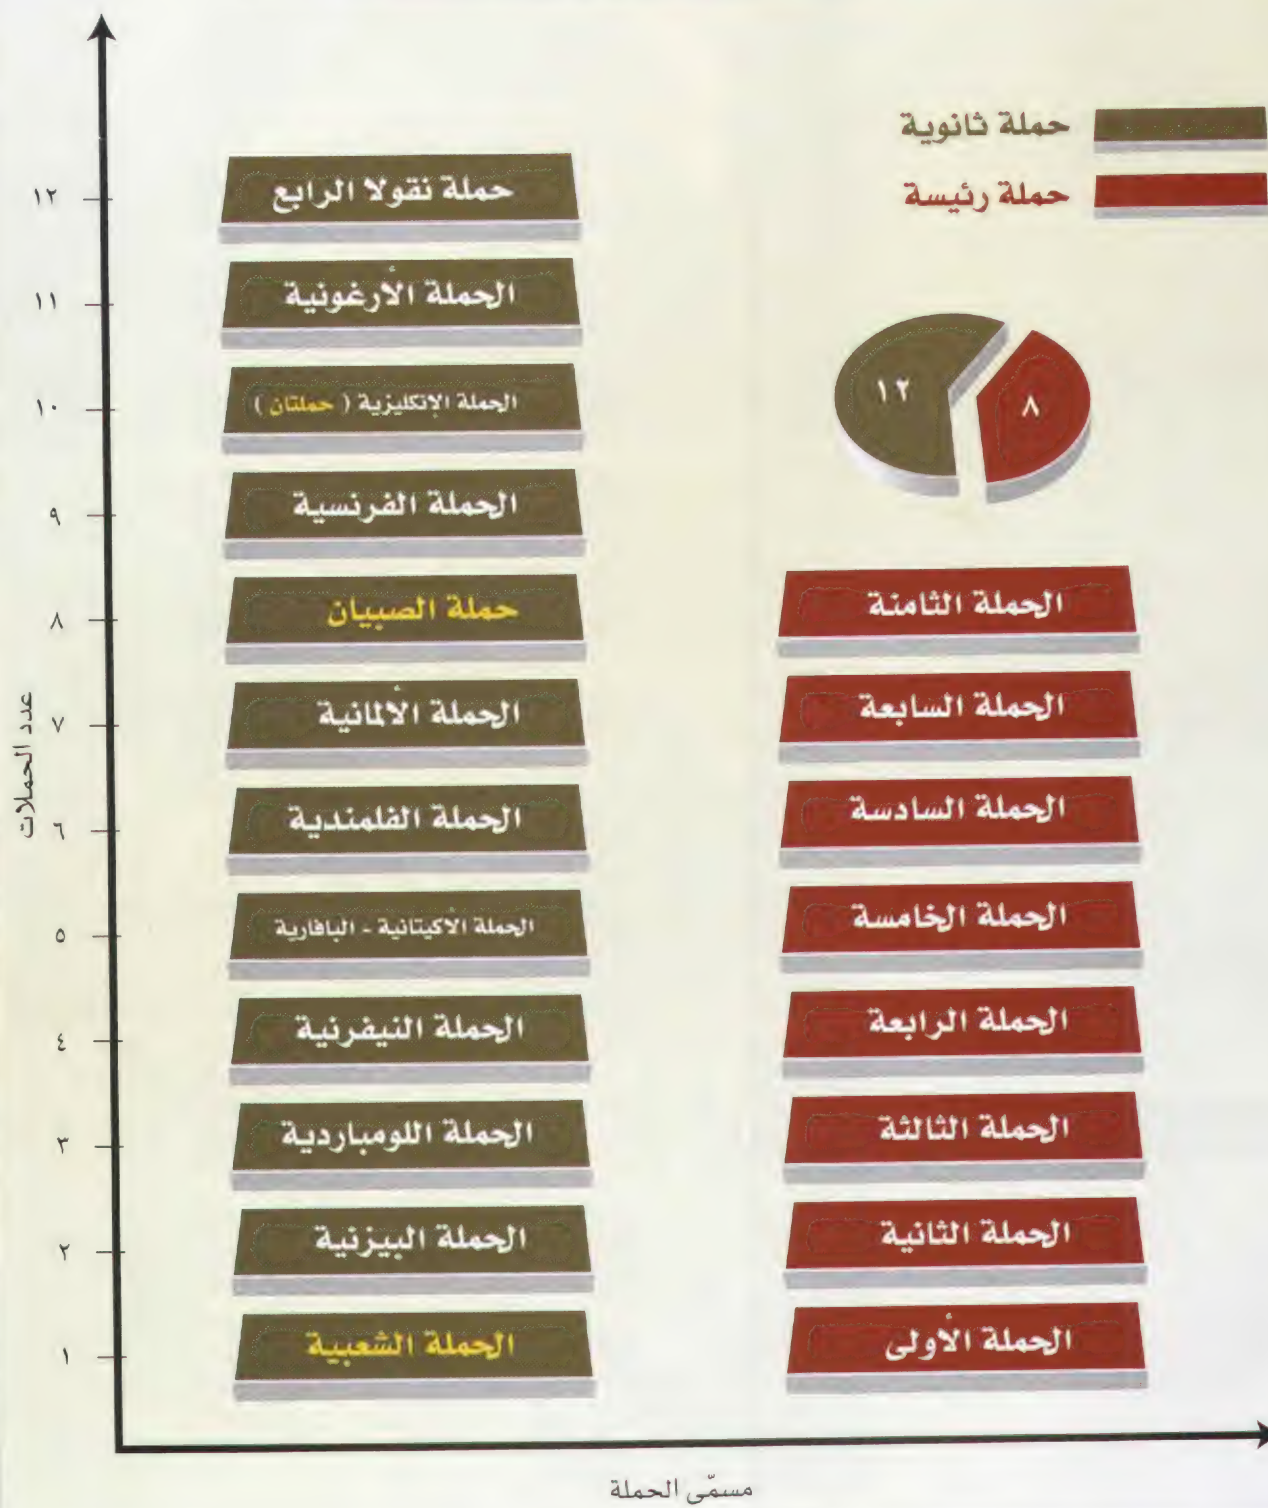 حملة ثانوية
حملة رئيسة
١٢
٨
عدد الحملات
١٢
حملة نقولا الرابع
١١
الحملة الأرغونية
١٠
الحملة الإنكليزية ( حملتان )
٩
الحملة الفرنسية
٨
حملة الصبيان
الحملة الثامنة
٧
الحملة الألمانية
الحملة السابعة
٦
الحملة الفلمندية
الحملة السادسة
٥
الحملة الأكيتانية - البافارية
الحملة الخامسة
٤
الحملة النيفرنية
الحملة الرابعة
٣
الحملة اللومباردية
الحملة الثالثة
٢
الحملة البيزنية
الحملة الثانية
١
الحملة الشعبية
الحملة الأولى
مسمّى الحملة